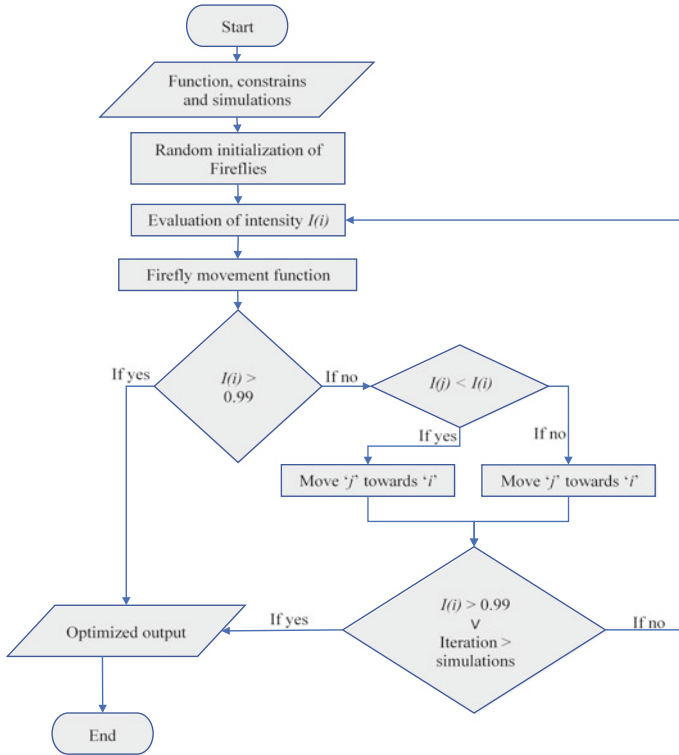 Start
Function, constrains
and simulations
Random initialization of
Fireflies
Evaluation of intensity I(i)
Firefly movement function
If yes
I(i) >
0.99
If no
I(j) < I(i)
If yes
If no
Move ‘j’ towards ‘i’
Move ‘j’ towards ‘i’
I(i) > 0.99
v
Iteration >
simulations
If yes
If no
Optimized output
End